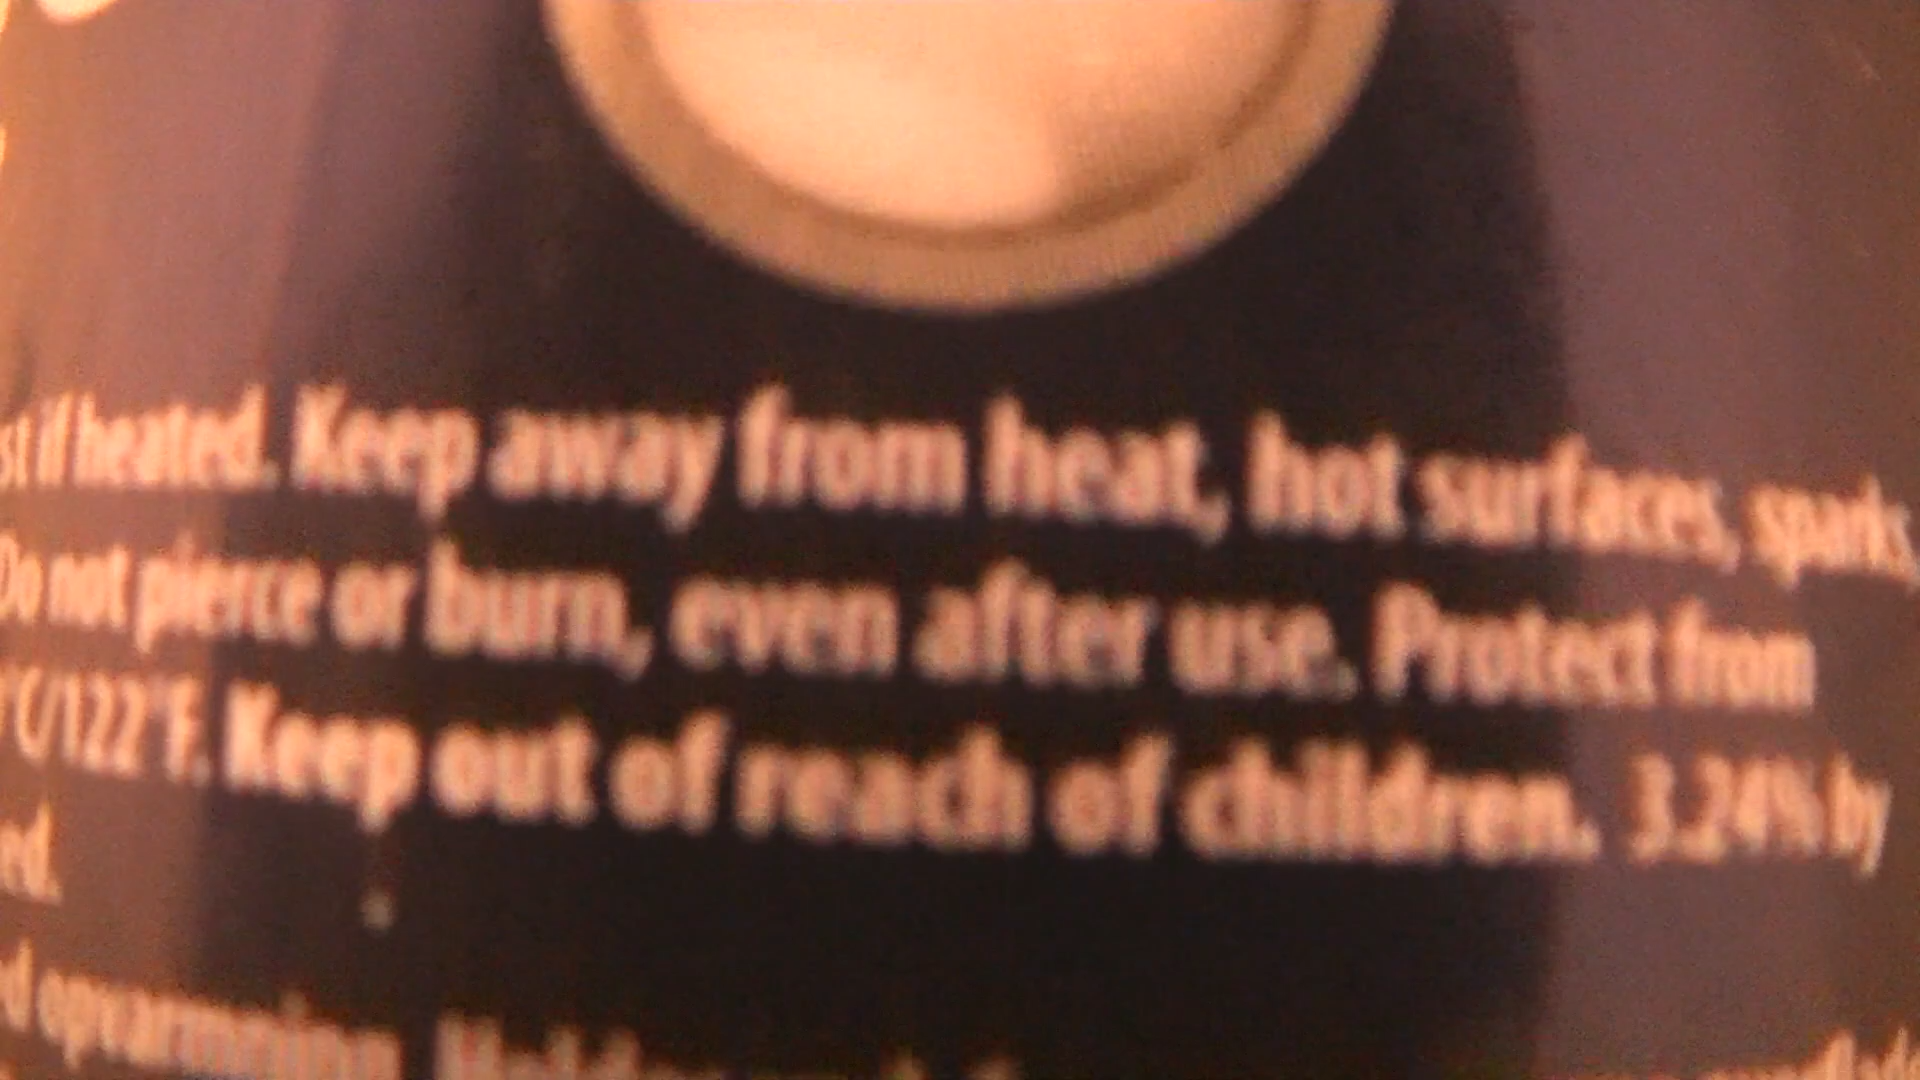 if heated. Keep away from heat, hot surfaces, sparks,
Do not pierce or burn, even after use. Protect from
C/122°F. Keep out of reach of children. 3.24% by